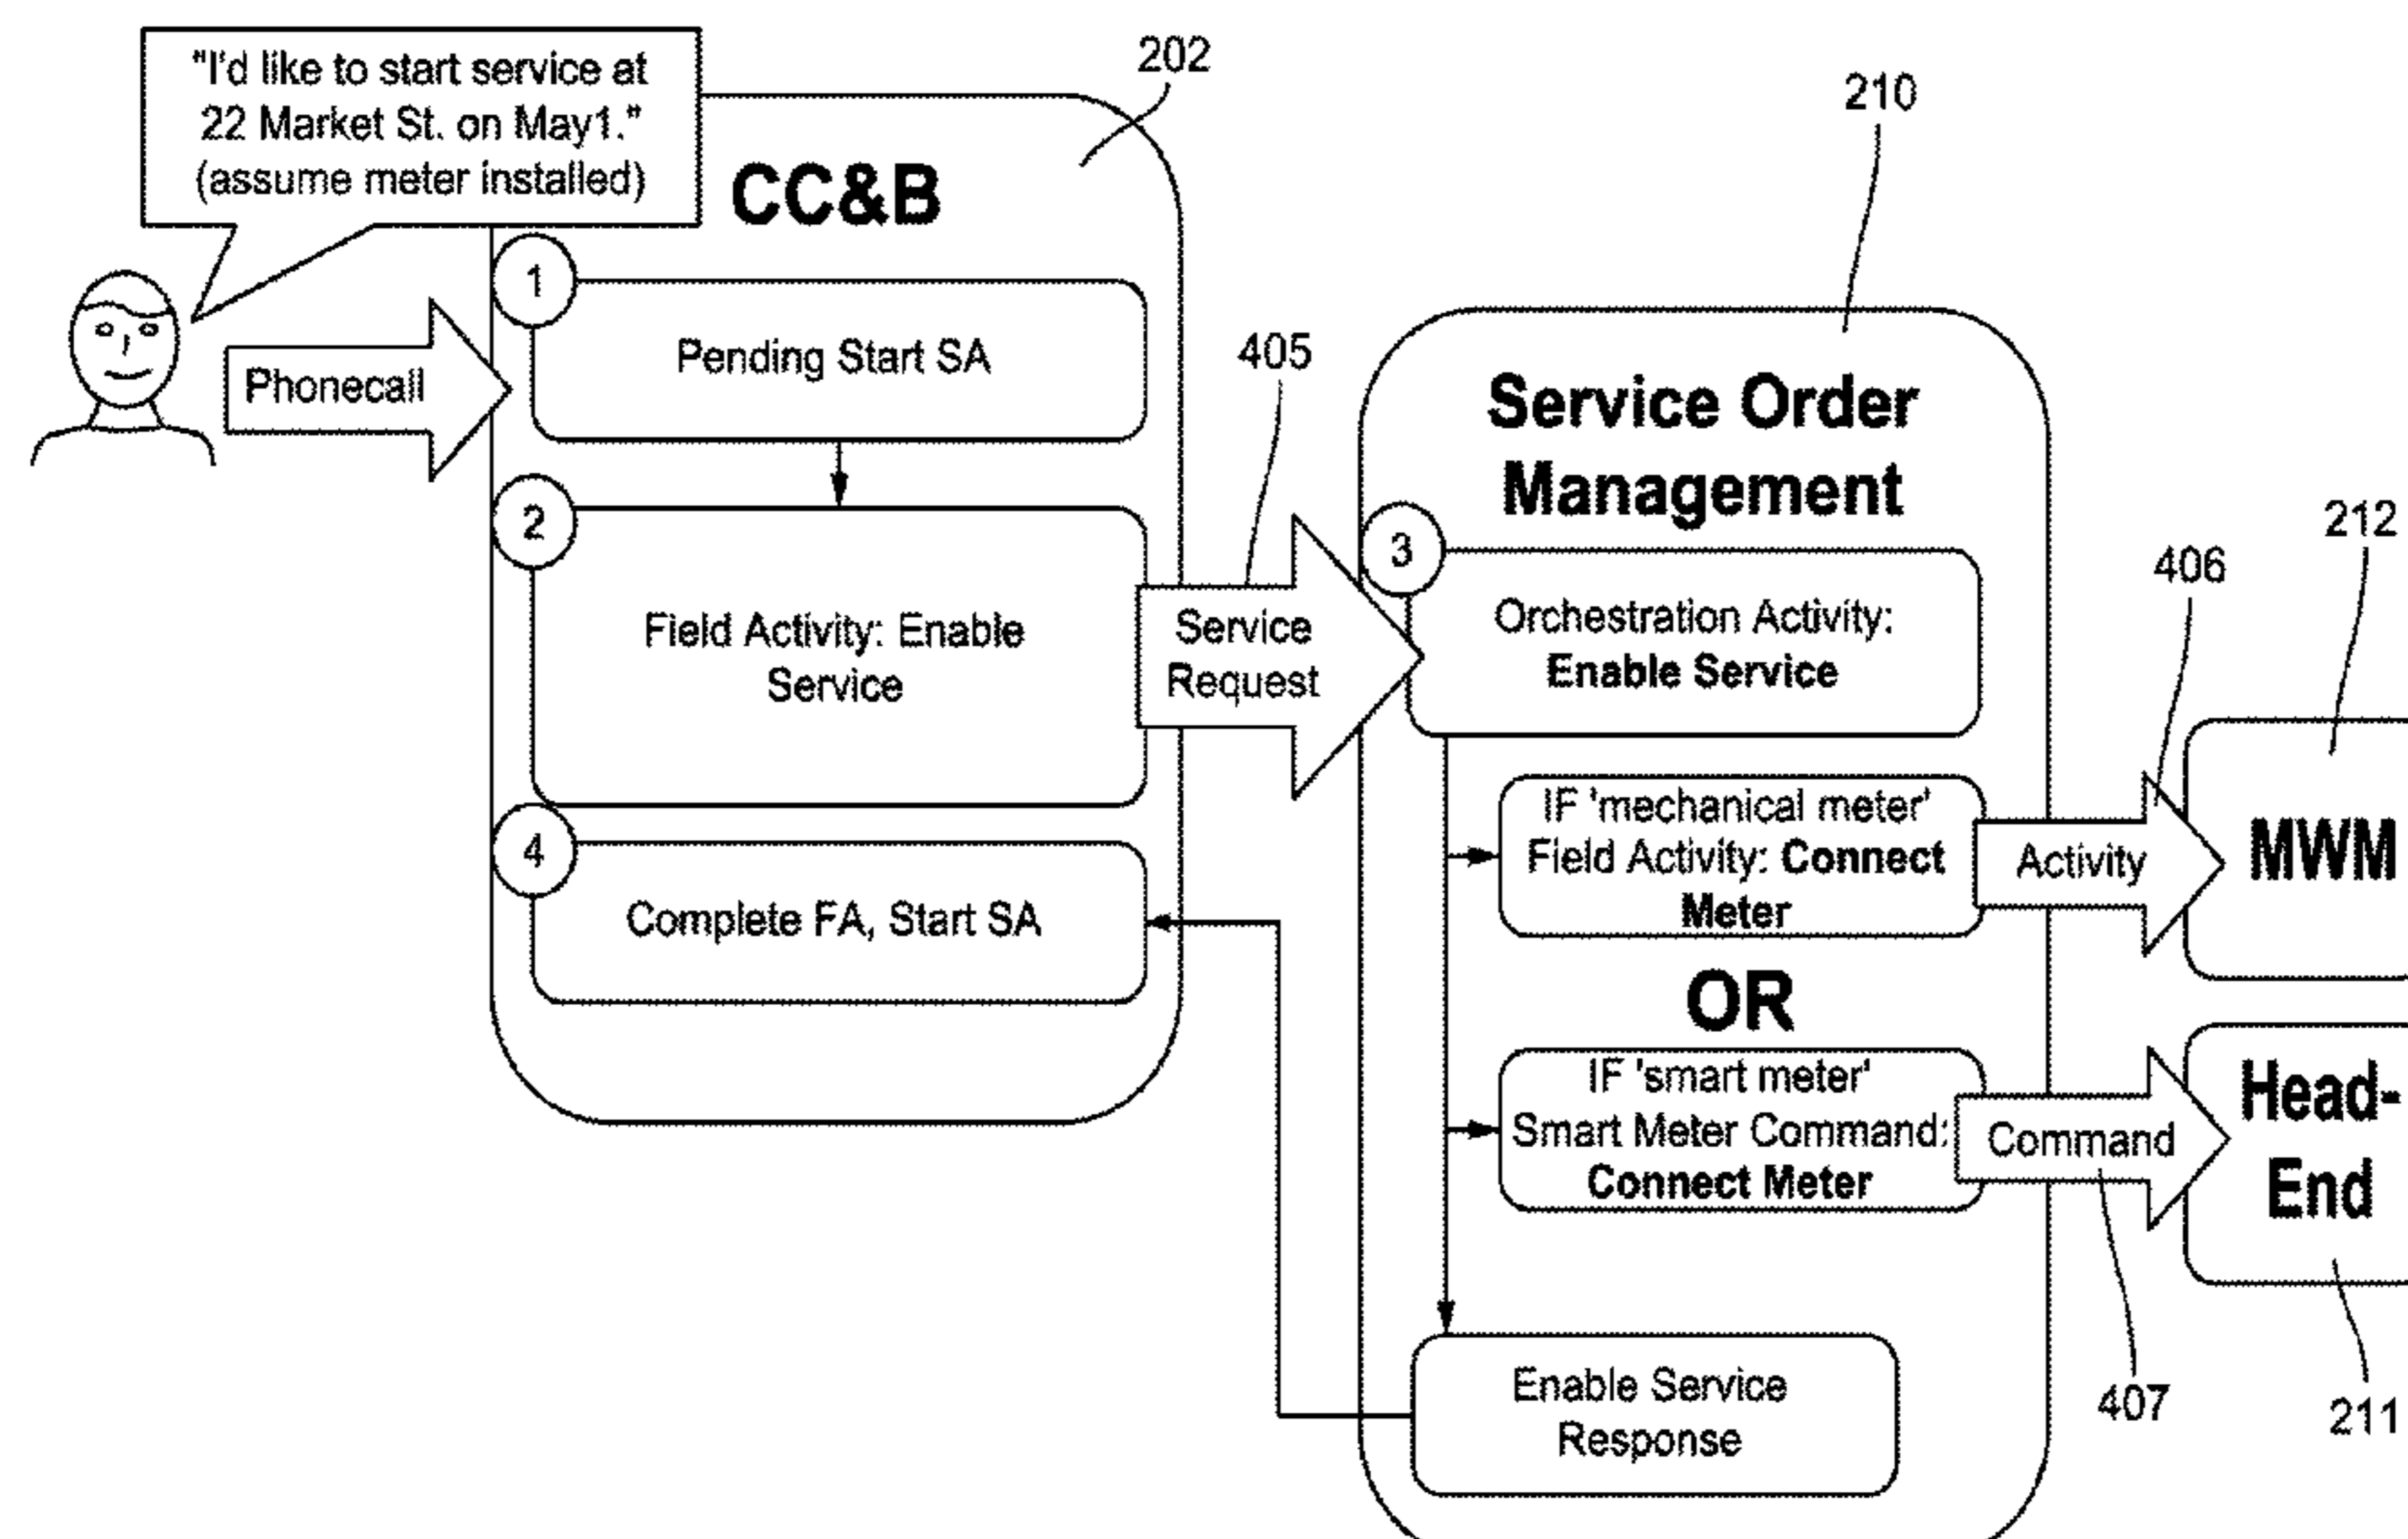 "I'd like to start service at
22 Market St. on May1."
(assume meter installed)
202
CC&B
1
Pending Start SA
Phonecall
2
Field Activity: Enable
Service
4
Complete FA, Start SA
405
Service
Request
210
Service Order
Management
3
Orchestration Activity:
Enable Service
IF 'mechanical meter'
Field Activity: Connect
Meter
OR
IF 'smart meter'
Smart Meter Command:
Connect Meter
Enable Service
Response
406
Activity
212
MWM
Command
407
Head-
End
211